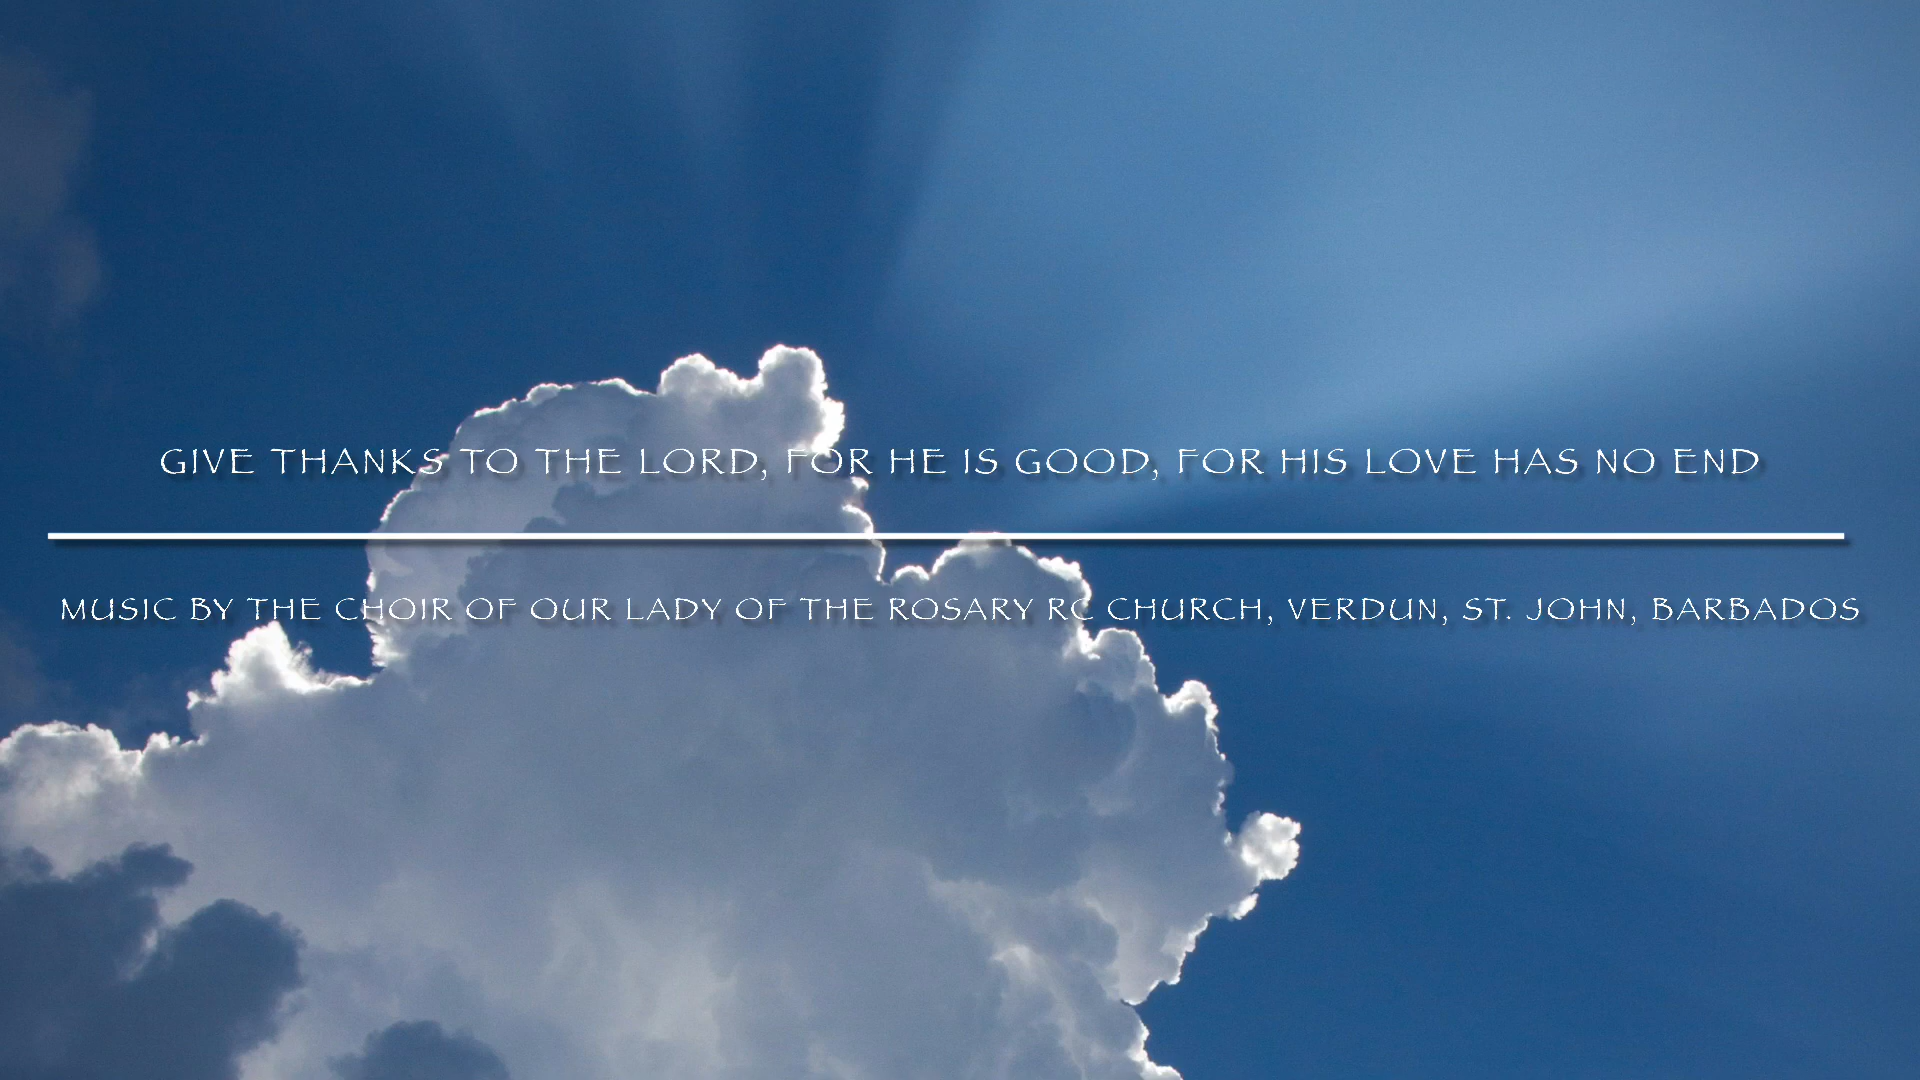 GIVE THANKS TO THE LORD, FOR HE IS GOOD, FOR HIS LOVE HAS NO END
MUSIC BY THE CHOIR OF OUR LADY OF THE ROSARY RC CHURCH, VERDUN, ST. JOHN, BARBADOS